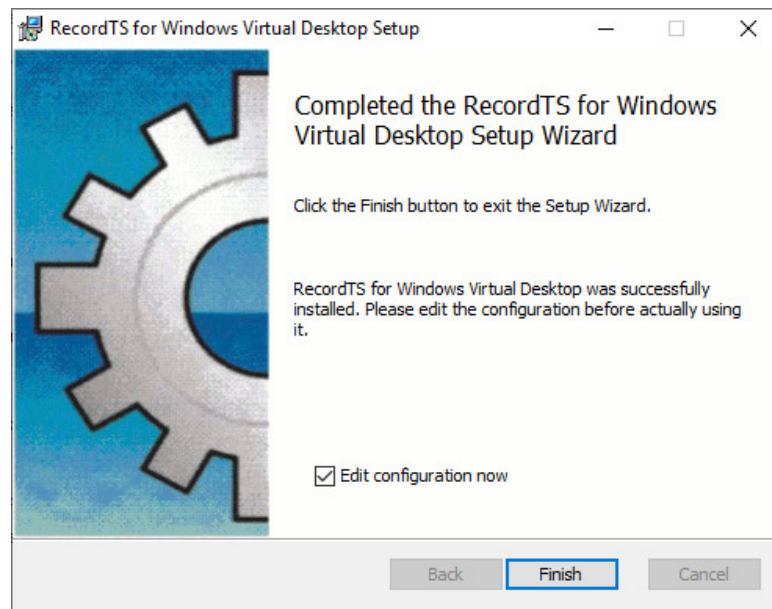 RecordTS for Windows Virtual Desktop Setup
Completed the RecordTS for Windows
Virtual Desktop Setup Wizard
Click the Finish button to exit the Setup Wizard.
RecordTS for Windows Virtual Desktop was successfully
installed. Please edit the configuration before actually using
it.
Edit configuration now
Back
Finish
Cancel